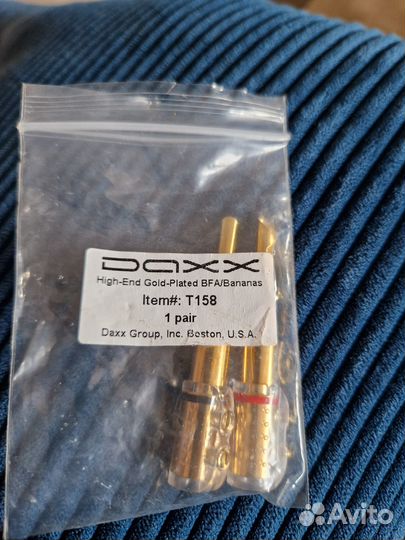 DAXX
High-End Gold-Plated BFA/Bananas
Item#: T158
1 pair
Daxx Group, Inc. Boston, U.S.A.
Avito